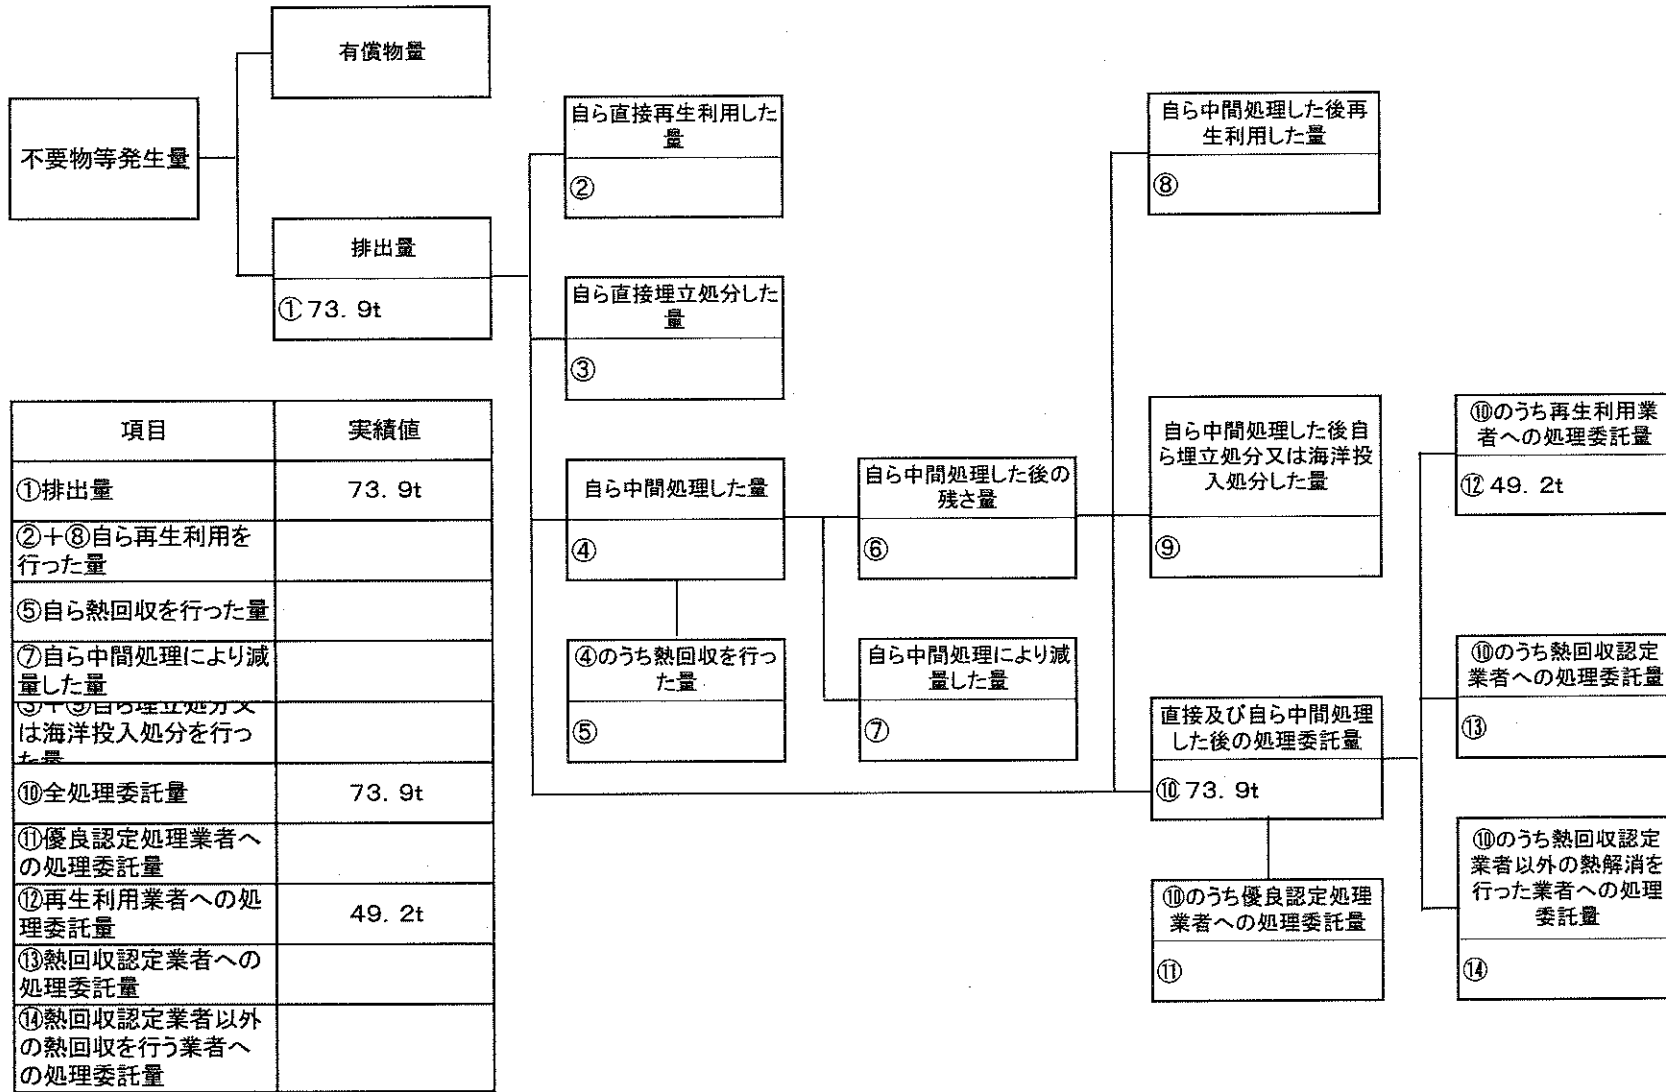 有償物量
不要物等発生量
排出量
① 73. 9t
自ら直接再生利用した
量
②
自ら直接埋立処分した
量
③
自ら中間処理した量
④
④のうち熱回収を行っ
た量
⑤
自ら中間処理した後の
残さ量
⑥
自ら中間処理により減
量した量
⑦
自ら中間処理した後再
生利用した量
⑧
自ら中間処理した後自
ら埋立処分又は海洋投
入処分した量
⑨
直接及び自ら中間処理
した後の処理委託量
⑩ 73. 9t
⑩のうち優良認定処理
業者への処理委託量
⑪
⑩のうち再生利用業
者への処理委託量
⑫ 49. 2t
⑩のうち熱回収認定
業者への処理委託量
⑬
⑩のうち熱回収認定
業者以外の熱解消を
行った業者への処理
委託量
⑭
項目 実績値
①排出量 73. 9t
②+⑧自ら再生利用を
行った量
⑤自ら熱回収を行った量
⑦自ら中間処理により減
量した量
③+⑨自ら埋立処分又
は海洋投入処分を行っ
た量
⑩全処理委託量 73. 9t
⑪優良認定処理業者へ
の処理委託量
⑫再生利用業者への処
理委託量 49. 2t
⑬熱回収認定業者への
処理委託量
⑭熱回収認定業者以外
の熱回収を行う業者へ
の処理委託量